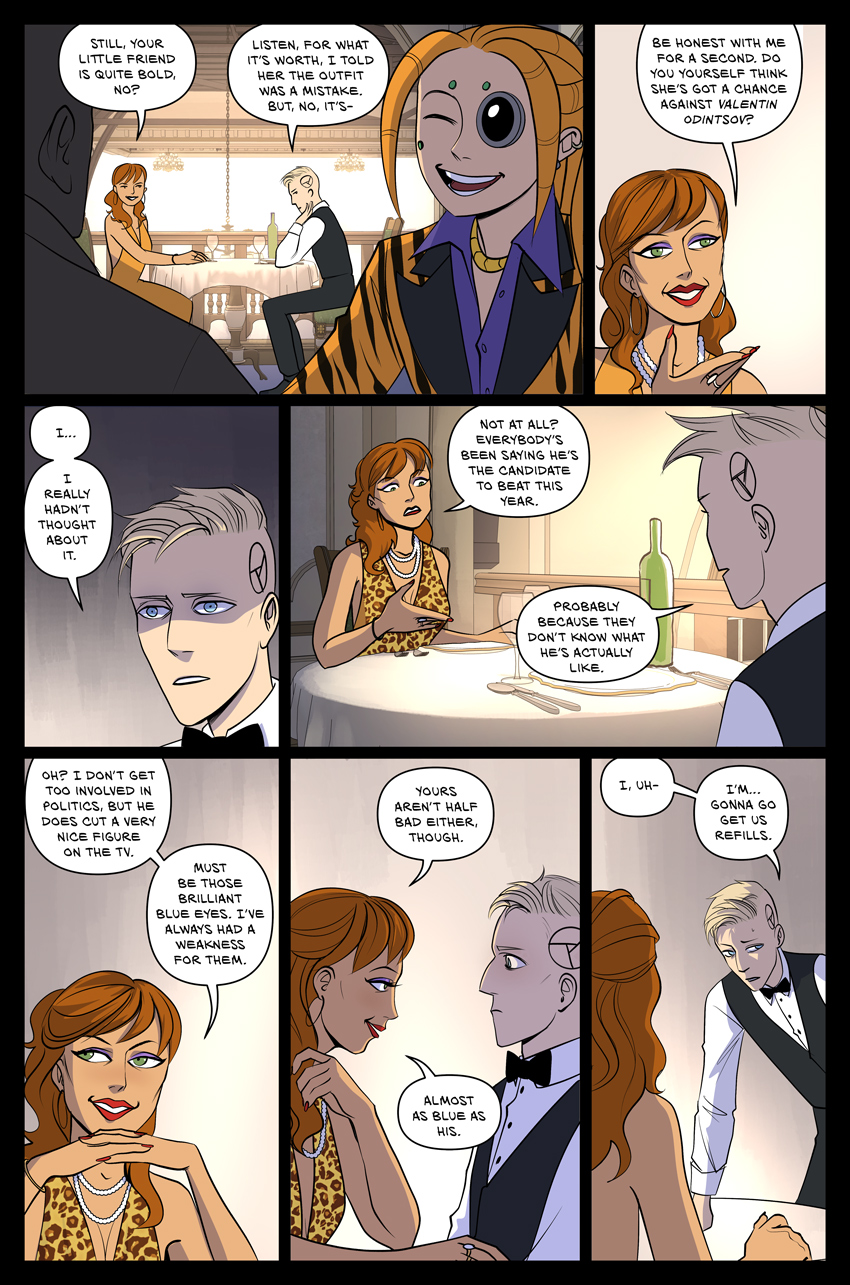 STILL, YOUR
LITTLE FRIEND
IS QUITE BOLD,
NO?
LISTEN, FOR WHAT
IT'S WORTH, I TOLD
HER THE OUTFIT
WAS A MISTAKE.
BUT, NO, IT'S-
BE HONEST WITH ME
FOR A SECOND. DO
YOU YOURSELF THINK
SHE'S GOT A CHANCE
AGAINST VALENTIN
ODINTSOV?
I...
I
REALLY
HADN'T
THOUGHT
ABOUT
IT.
NOT AT ALL?
EVERYBODY'S
BEEN SAYING HE'S
THE CANDIDATE
TO BEAT THIS
YEAR.
PROBABLY
BECAUSE THEY
DON'T KNOW WHAT
HE'S ACTUALLY
LIKE.
OH? I DON'T GET
TOO INVOLVED IN
POLITICS, BUT HE
DOES CUT A VERY
NICE FIGURE
ON THE TV.
MUST
BE THOSE
BRILLIANT
BLUE EYES. I'VE
ALWAYS HAD A
WEAKNESS
FOR THEM.
YOURS
AREN'T HALF
BAD EITHER,
THOUGH.
ALMOST
AS BLUE AS
HIS.
I, UH-
I'M...
GONNA GO
GET US
REFILLS.